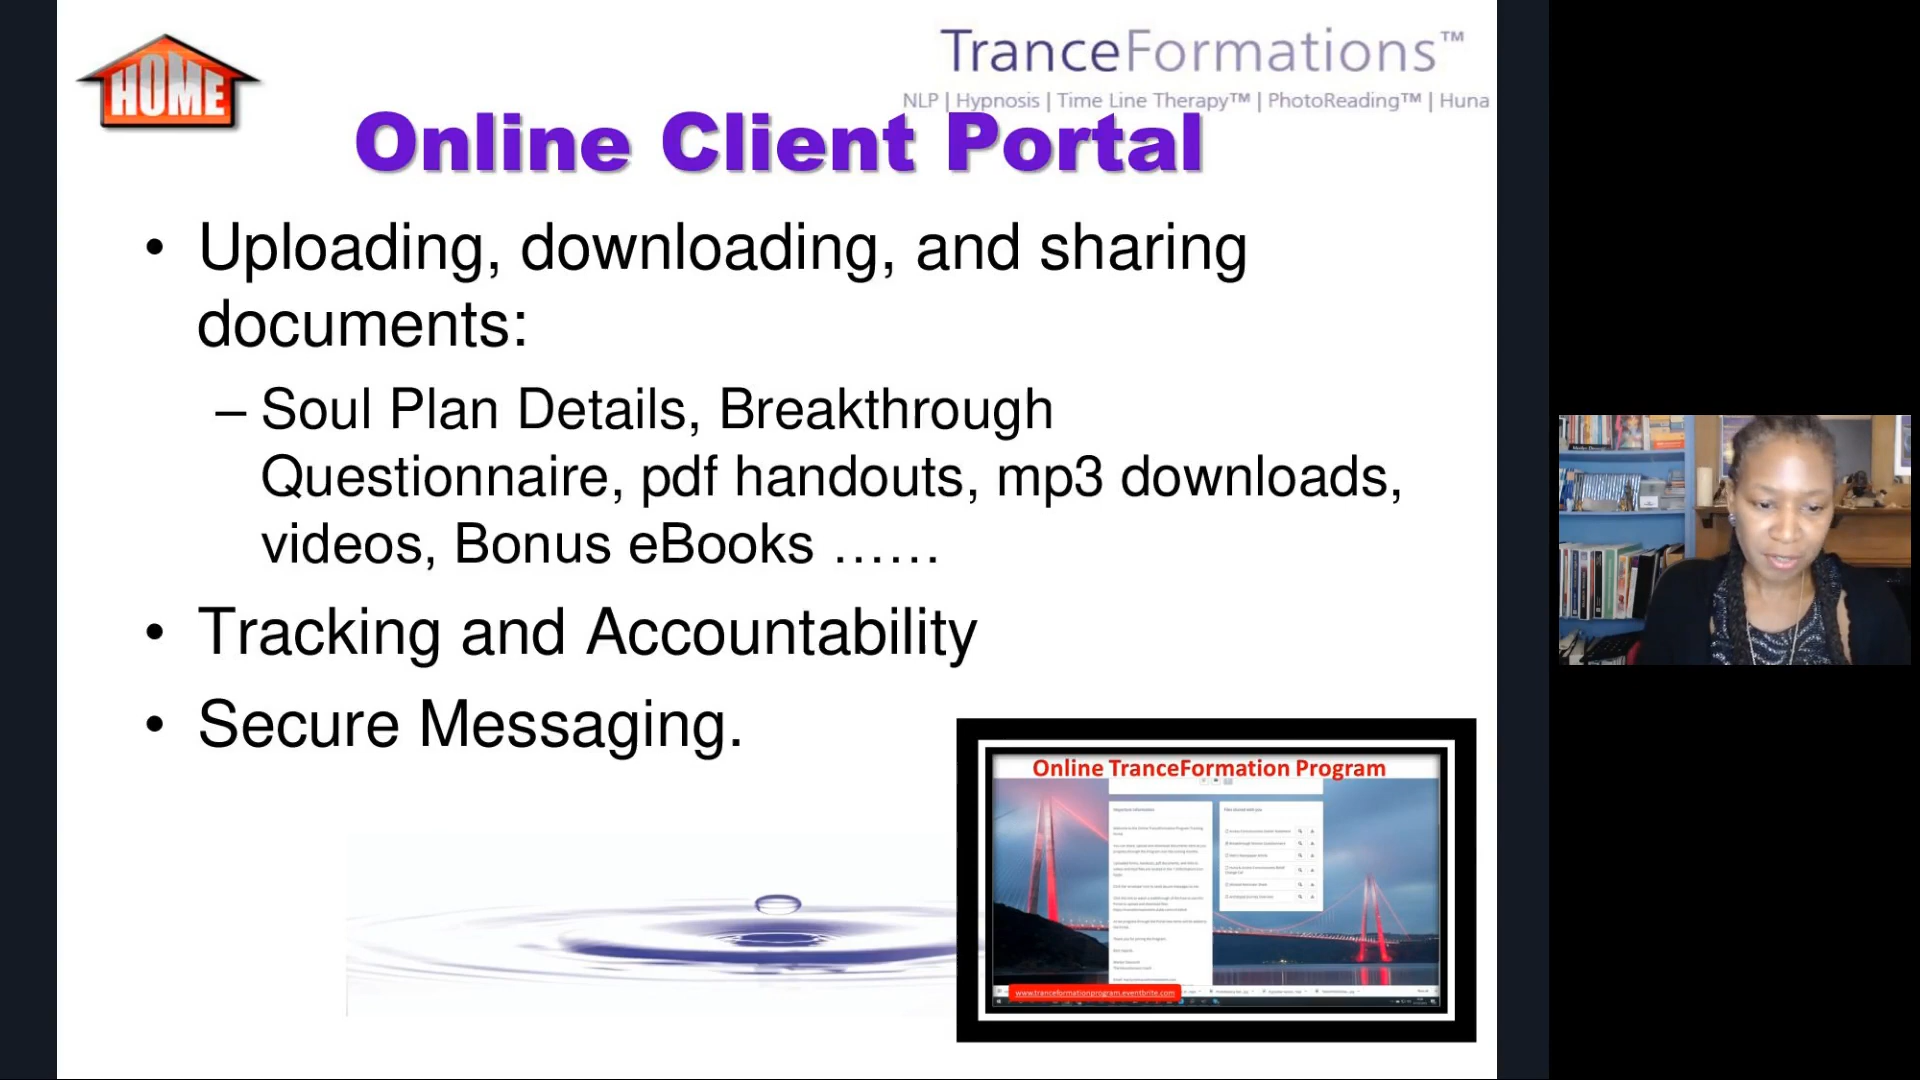 HOME
TranceFormations™
NLP | Hypnosis | Time Line Therapy™ | PhotoReading™ | Huna
Online Client Portal
• Uploading, downloading, and sharing
documents:
– Soul Plan Details, Breakthrough
Questionnaire, pdf handouts, mp3 downloads,
videos, Bonus eBooks ……
• Tracking and Accountability
• Secure Messaging.
Online TranceFormation Program
www.tranceformationprogram.eventbrite.com